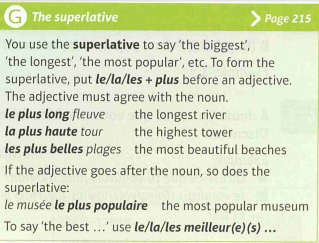 G The superlative Page 215
You use the superlative to say ‘the biggest’,
‘the longest’, ‘the most popular’, etc. To form the
superlative, put le/la/les + plus before an adjective.
The adjective must agree with the noun.
le plus long fleuve the longest river
la plus haute tour the highest tower
les plus belles plages the most beautiful beaches
If the adjective goes after the noun, so does the
superlative:
le musée le plus populaire the most popular museum
To say ‘the best ...’ use le/la/les meilleur(e)(s) ...